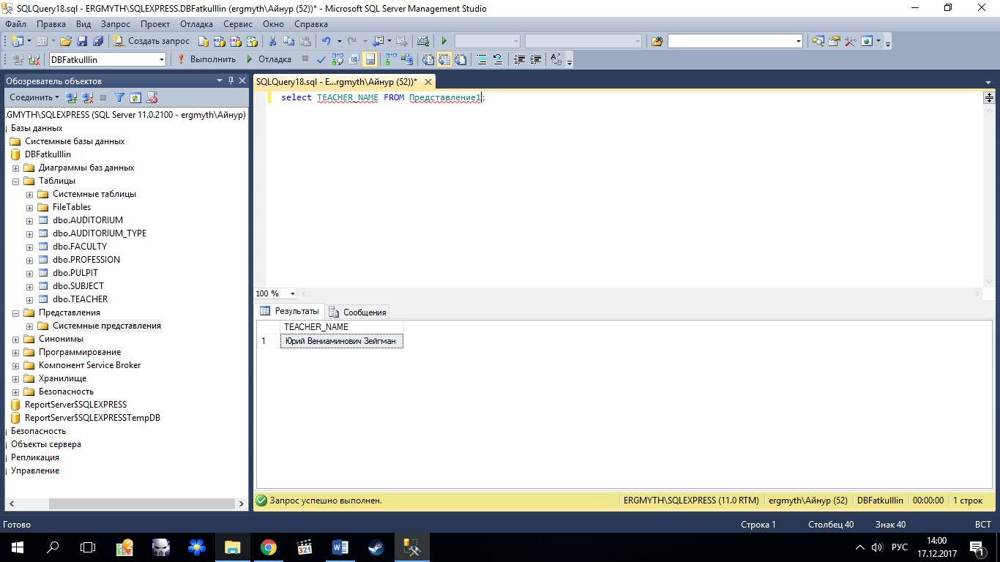 SQLQuery18.sql - ERGMYTH\SQLEXPRESS.DBFatkulllin (ergmyth\Айнур (52))* - Microsoft SQL Server Management Studio
Файл Правка Вид Запрос Проект Отладка Сервис Окно Справка
Создать запрос
DBFatkulllin Выполнить Отладка
Обозреватель объектов
Соединить
.GMYTH\SQLEXPRESS (SQL Server 11.0.2100 - ergmyth\Айнур)
Базы данных
Системные базы данных
DBFatkulllin
Диаграммы баз данных
Таблицы
Системные таблицы
FileTables
dbo.AUDITORIUM
dbo.AUDITORIUM_TYPE
dbo.FACULTY
dbo.PROFESSION
dbo.PULPIT
dbo.SUBJECT
dbo.TEACHER
Представления
Системные представления
Синонимы
Программирование
Компонент Service Broker
Хранилище
Безопасность
ReportServer$SQLEXPRESS
ReportServer$SQLEXPRESSTempDB
Безопасность
Объекты сервера
Репликация
Управление
SQLQuery18.sql - E...rgmyth\Айнур (52))*
select TEACHER_NAME FROM Представление1;
100 %
Результаты Сообщения
TEACHER_NAME
1 Юрий Вениаминович Зейгман
Запрос успешно выполнен. ERGMYTH\SQLEXPRESS (11.0 RTM) ergmyth\Айнур (52) DBFatkulllin 00:00:00 1 строк
Готово Строка 1 Столбец 40 Знак 40 ВСТ
321
РУС
14:00
17.12.2017
1